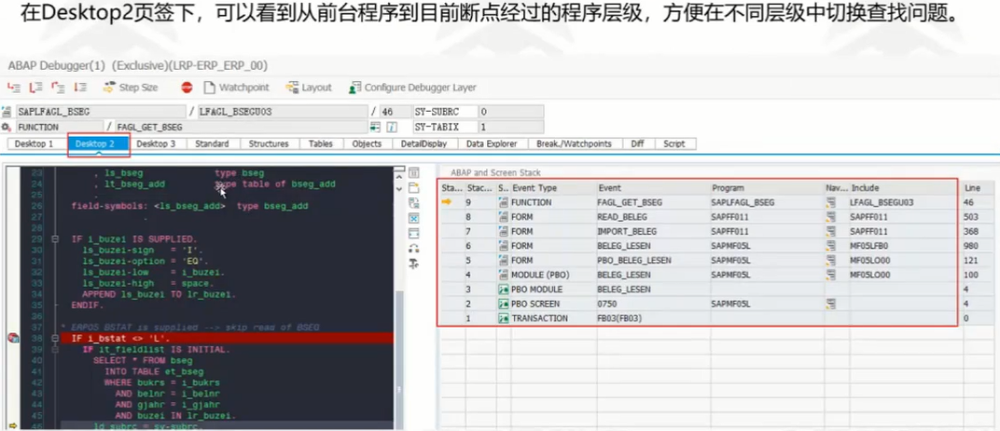 在Desktop2页签下，可以看到从前台程序到目前断点经过的程序层级，方便在不同层级中切换查找问题。
ABAP Debugger(1) (Exclusive)(LRP-ERP_ERP_00)
Step Size Watchpoint Layout Configure Debugger Layer
SAPLFAGL_BSEG / LFAGL_BSEGU03 / 46 SY-SUBRC 0
FUNCTION / FAGL_GET_BSEG SY-TABIX 1
Desktop 1 Desktop 2 Desktop 3 Standard Structures Tables Objects DetailDisplay Data Explorer Break./Watchpoints Diff Script
23 , ls_bseg type bseg
24 , lt_bseg_add type table of bseg_add
25 .
26 field-symbols: <ls_bseg_add> type bseg_add
27 .
28
29 IF i_buzei IS SUPPLIED.
30 ls_buzei-sign = 'I'.
31 ls_buzei-option = 'EQ'.
32 ls_buzei-low = i_buzei.
33 ls_buzei-high = space.
34 APPEND ls_buzei TO lr_buzei.
35 ENDIF.
36
37 * ERP05 BSTAT is supplied --> skip read of BSEG
38 IF i_bstat <> 'L'.
39 IF it_fieldlist IS INITIAL.
40 SELECT * FROM bseg
41 INTO TABLE et_bseg
42 WHERE bukrs = i_bukrs
43 AND belnr = i_belnr
44 AND gjahr = i_gjahr
45 AND buzei IN lr_buzei.
46 ld_subrc = sy-subrc.
ABAP and Screen Stack
Sta... Stac... S.. Event Type Event Program Nav... Include Line
9 FUNCTION FAGL_GET_BSEG SAPLFAGL_BSEG LFAGL_BSEGU03 46
8 FORM READ_BELEG SAPFF011 SAPFF011 503
7 FORM IMPORT_BELEG SAPFF011 SAPFF011 368
6 FORM BELEG_LESEN SAPMF05L MF05LFB0 980
5 FORM PBO_BELEG_LESEN SAPMF05L MF05LO00 121
4 MODULE (PBO) BELEG_LESEN SAPMF05L MF05LO00 100
3 PBO MODULE BELEG_LESEN 4
2 PBO SCREEN 0750 SAPMF05L 4
1 TRANSACTION FB03(FB03) 0